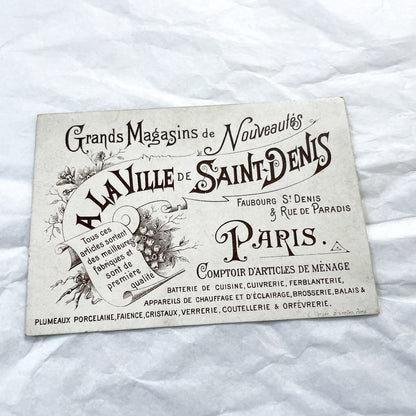 Grands Magasins de Nouveautés
A LA VILLE DE SAINT-DENIS
FAUBOURG ST DENIS
& RUE DE PARADIS
PARIS.
Tous ces
articles sortent
des meilleures
fabriques et
sont de
première
qualité
COMPTOIR D'ARTICLES DE MÉNAGE
BATTERIE DE CUISINE, CUIVRERIE, FERBLANTERIE,
APPAREILS DE CHAUFFAGE ET D'ÉCLAIRAGE, BROSSERIE, BALAIS &
PLUMEAUX PORCELAINE, FAIENCE, CRISTAUX, VERRERIE, COUTELLERIE & ORFÈVRERIE.